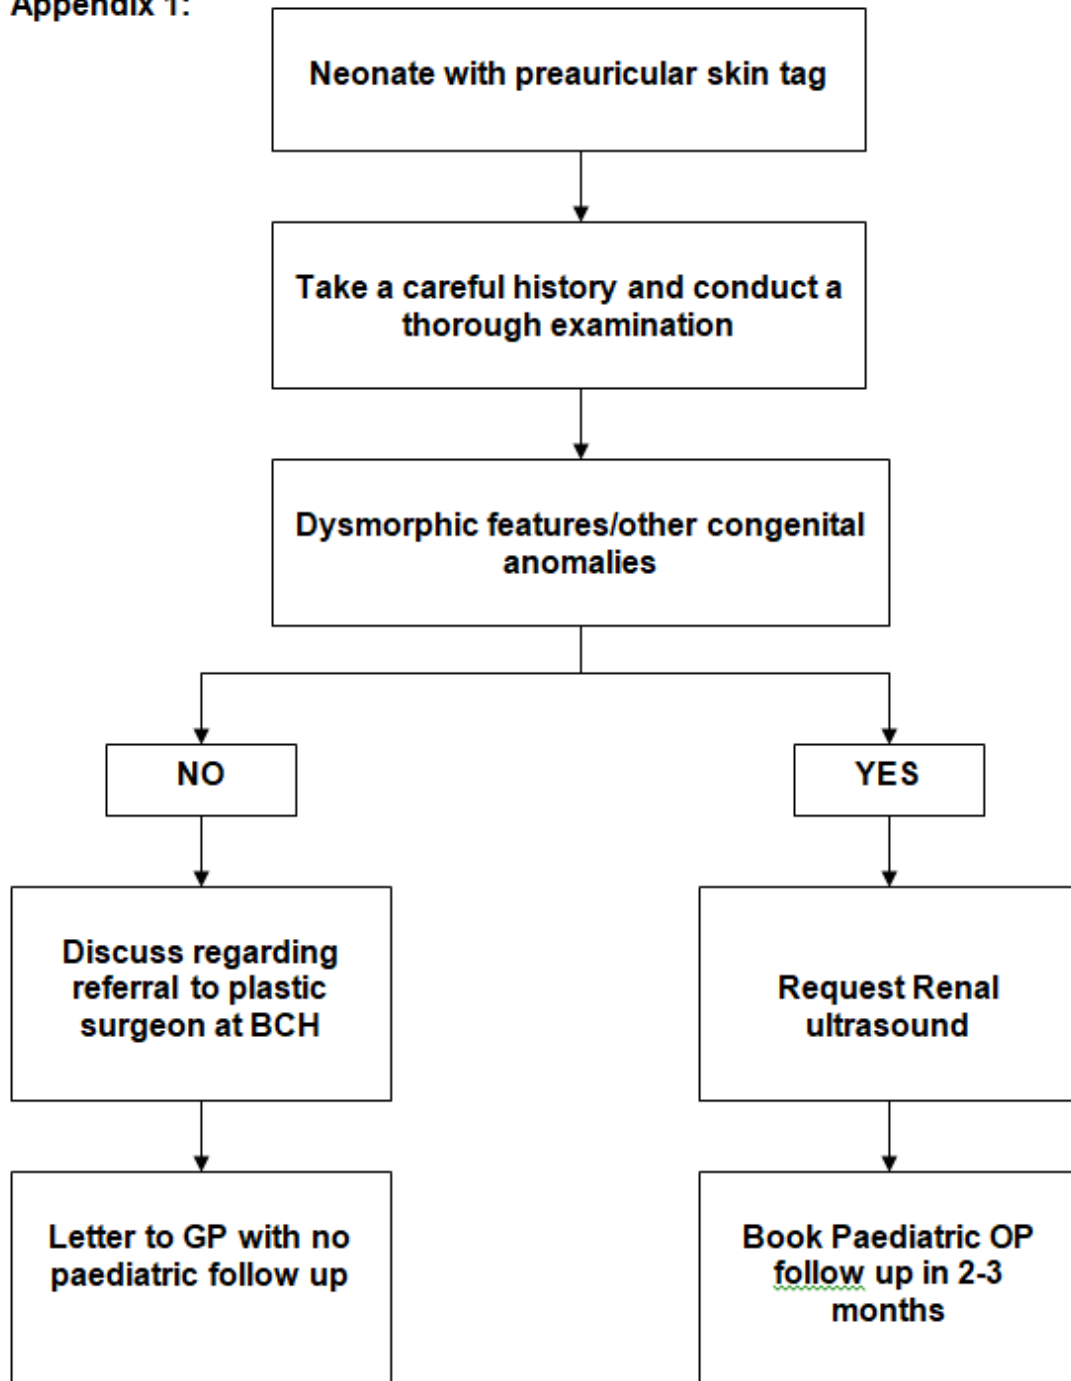 Appendix 1:
Neonate with preauricular skin tag
Take a careful history and conduct a
thorough examination
Dysmorphic features/other congenital
anomalies
NO
YES
Discuss regarding
referral to plastic
surgeon at BCH
Request Renal
ultrasound
Letter to GP with no
paediatric follow up
Book Paediatric OP
follow up in 2-3
months